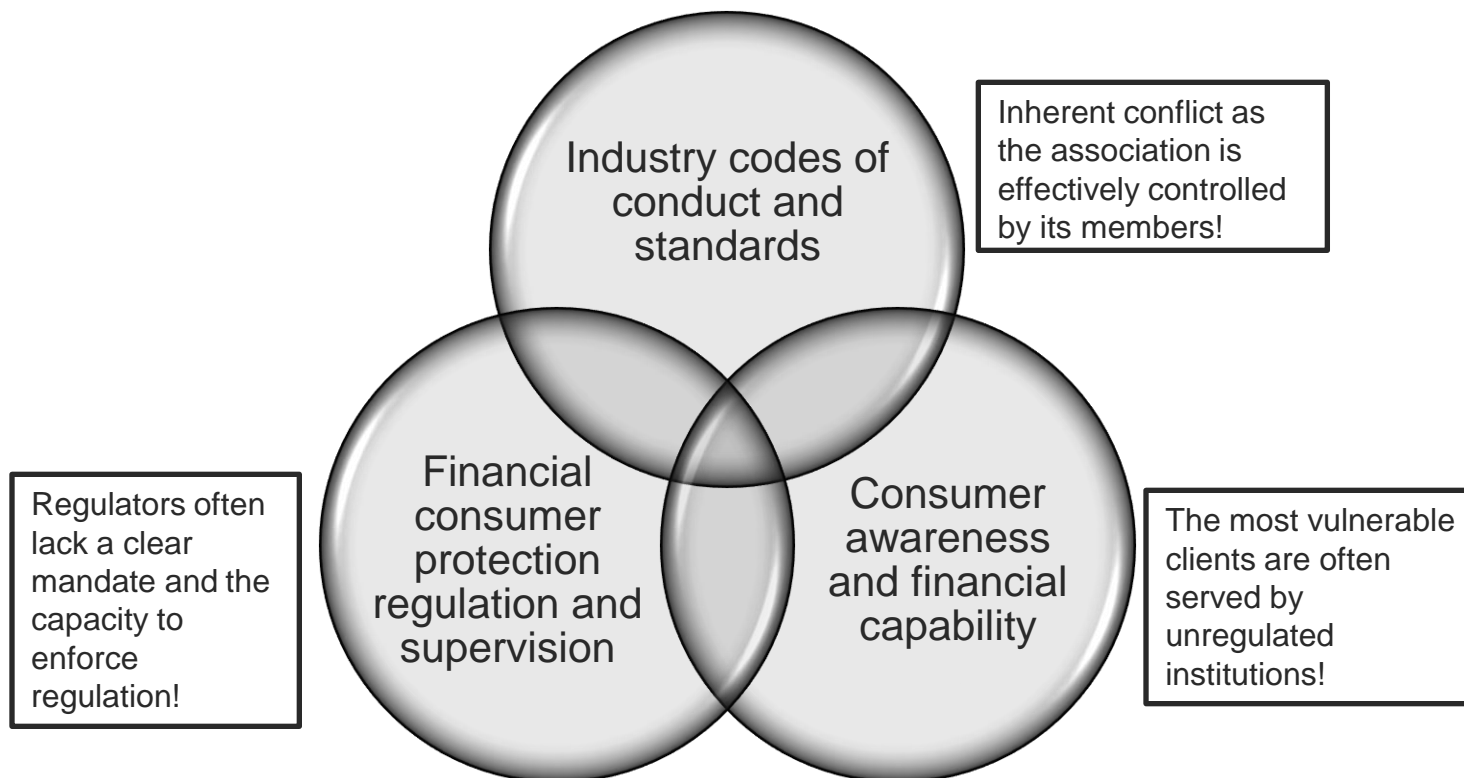 Industry codes of
conduct and
standards
Inherent conflict as
the association is
effectively controlled
by its members!
Financial
consumer
protection
regulation and
supervision
Consumer
awareness
and financial
capability
Regulators often
lack a clear
mandate and the
capacity to
enforce
regulation!
The most vulnerable
clients are often
served by
unregulated
institutions!